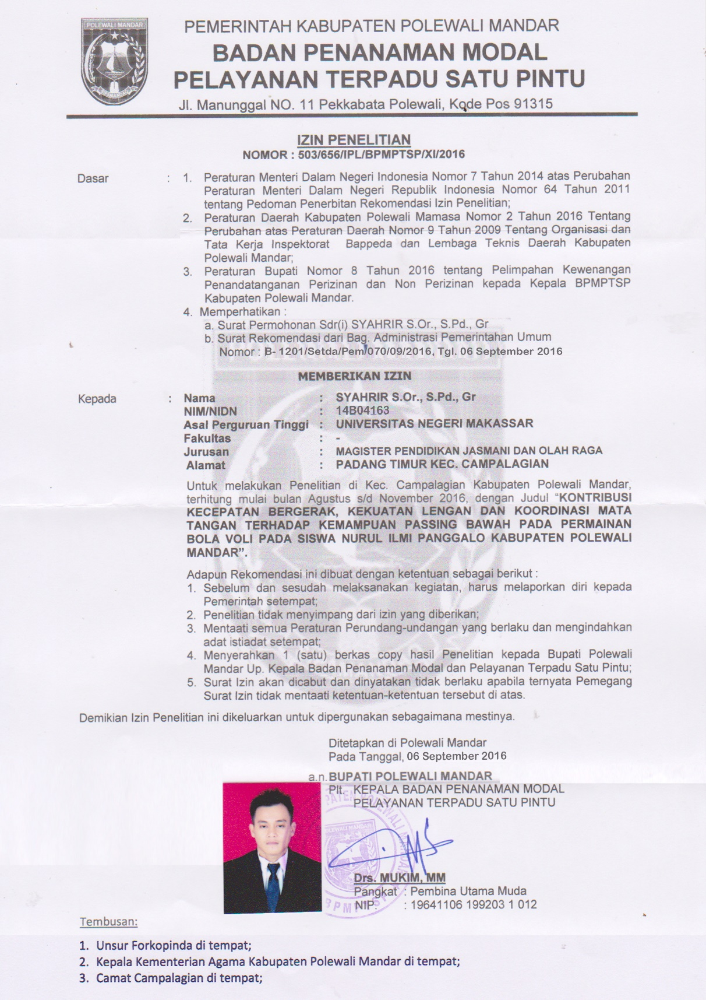 POLEWALI MANDAR
PEMERINTAH KABUPATEN POLEWALI MANDAR
BADAN PENANAMAN MODAL
PELAYANAN TERPADU SATU PINTU
Jl. Manunggal NO. 11 Pekkabata Polewali, Kode Pos 91315
IZIN PENELITIAN
NOMOR : 503/656/IPL/BPMPTSP/XI/2016
Dasar : 1. Peraturan Menteri Dalam Negeri Indonesia Nomor 7 Tahun 2014 atas Perubahan
Peraturan Menteri Dalam Negeri Republik Indonesia Nomor 64 Tahun 2011
tentang Pedoman Penerbitan Rekomendasi Izin Penelitian;
2. Peraturan Daerah Kabupaten Polewali Mamasa Nomor 2 Tahun 2016 Tentang
Perubahan atas Peraturan Daerah Nomor 9 Tahun 2009 Tentang Organisasi dan
Tata Kerja Inspektorat Bappeda dan Lembaga Teknis Daerah Kabupaten
Polewali Mandar;
3. Peraturan Bupati Nomor 8 Tahun 2016 tentang Pelimpahan Kewenangan
Penandatanganan Perizinan dan Non Perizinan kepada Kepala BPMPTSP
Kabupaten Polewali Mandar.
4. Memperhatikan :
a. Surat Permohonan Sdr(i) SYAHRIR S.Or., S.Pd., Gr
b. Surat Rekomendasi dari Bag. Administrasi Pemerintahan Umum
Nomor : B- 1201/Setda/Pem/070/09/2016, Tgl. 06 September 2016
MEMBERIKAN IZIN
Kepada : Nama : SYAHRIR S.Or., S.Pd., Gr
NIM/NIDN : 14B04163
Asal Perguruan Tinggi : UNIVERSITAS NEGERI MAKASSAR
Fakultas : -
Jurusan : MAGISTER PENDIDIKAN JASMANI DAN OLAH RAGA
Alamat : PADANG TIMUR KEC. CAMPALAGIAN
Untuk melakukan Penelitian di Kec. Campalagian Kabupaten Polewali Mandar,
terhitung mulai bulan Agustus s/d November 2016, dengan Judul “KONTRIBUSI
KECEPATAN BERGERAK, KEKUATAN LENGAN DAN KOORDINASI MATA
TANGAN TERHADAP KEMAMPUAN PASSING BAWAH PADA PERMAINAN
BOLA VOLI PADA SISWA NURUL ILMI PANGGALO KABUPATEN POLEWALI
MANDAR”.
Adapun Rekomendasi ini dibuat dengan ketentuan sebagai berikut :
1. Sebelum dan sesudah melaksanakan kegiatan, harus melaporkan diri kepada
Pemerintah setempat;
2. Penelitian tidak menyimpang dari izin yang diberikan;
3. Mentaati semua Peraturan Perundang-undangan yang berlaku dan mengindahkan
adat istiadat setempat;
4. Menyerahkan 1 (satu) berkas copy hasil Penelitian kepada Bupati Polewali
Mandar Up. Kepala Badan Penanaman Modal dan Pelayanan Terpadu Satu Pintu;
5. Surat Izin akan dicabut dan dinyatakan tidak berlaku apabila ternyata Pemegang
Surat Izin tidak mentaati ketentuan-ketentuan tersebut di atas.
Demikian Izin Penelitian ini dikeluarkan untuk dipergunakan sebagaimana mestinya.
Ditetapkan di Polewali Mandar
Pada Tanggal, 06 September 2016
a.n. BUPATI POLEWALI MANDAR
Plt. KEPALA BADAN PENANAMAN MODAL
PELAYANAN TERPADU SATU PINTU
Drs. MUKIM, MM
Pangkat : Pembina Utama Muda
NIP. : 19641106 199203 1 012
Tembusan:
1. Unsur Forkopinda di tempat;
2. Kepala Kementerian Agama Kabupaten Polewali Mandar di tempat;
3. Camat Campalagian di tempat;